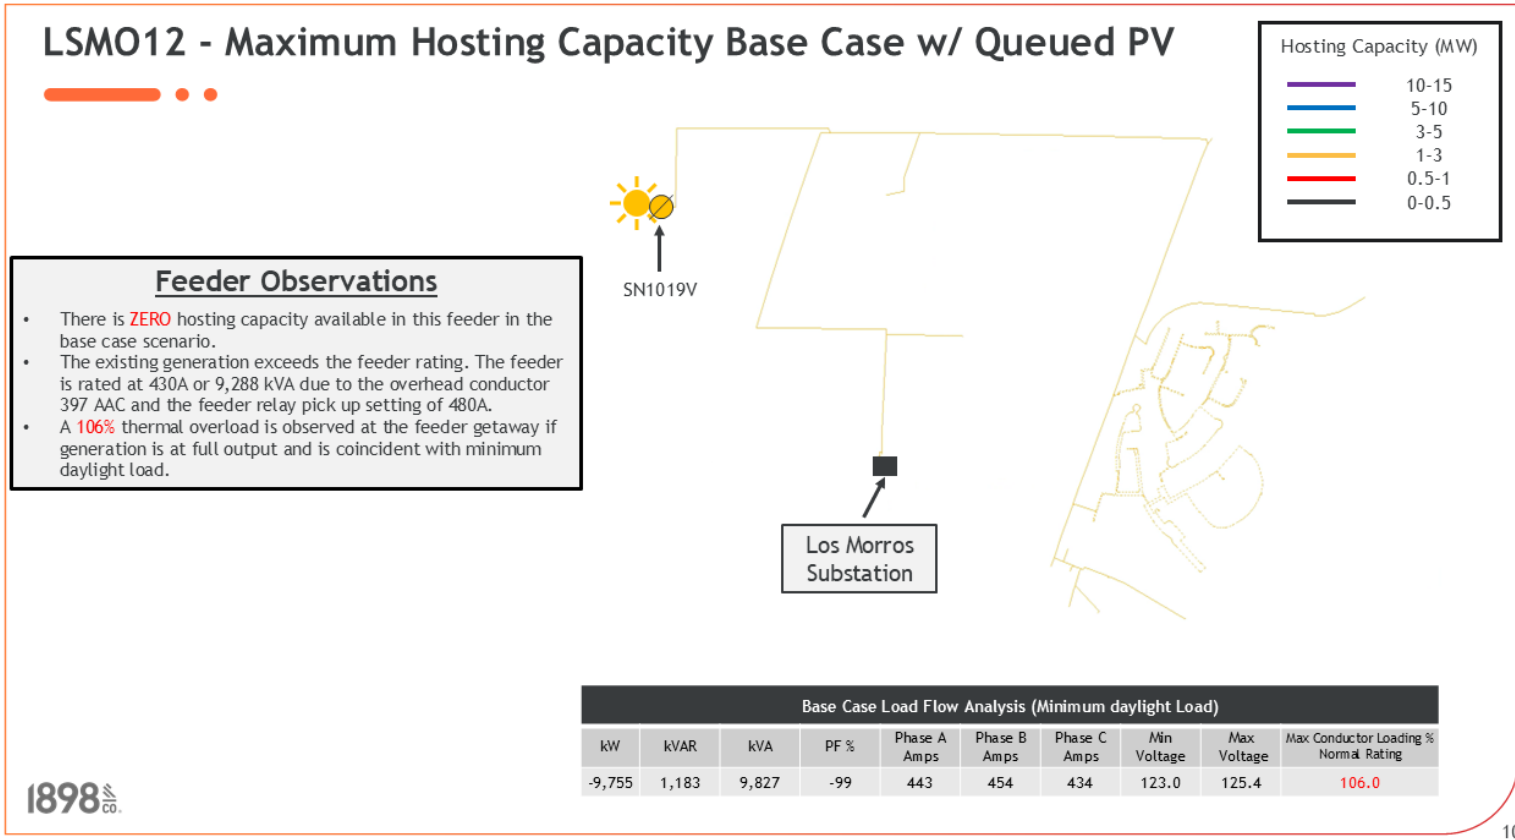 LSMO12 - Maximum Hosting Capacity Base Case w/ Queued PV
Hosting Capacity (MW)
10-15
5-10
3-5
1-3
0.5-1
0-0.5
SN1019V
Feeder Observations
• There is ZERO hosting capacity available in this feeder in the
base case scenario.
• The existing generation exceeds the feeder rating. The feeder
is rated at 430A or 9,288 kVA due to the overhead conductor
397 AAC and the feeder relay pick up setting of 480A.
• A 106% thermal overload is observed at the feeder getaway if
generation is at full output and is coincident with minimum
daylight load.
Los Morros
Substation
Base Case Load Flow Analysis (Minimum daylight Load)
kW kVAR kVA PF % Phase A Amps Phase B Amps Phase C Amps Min Voltage Max Voltage Max Conductor Loading % Normal Rating
-9,755 1,183 9,827 -99 443 454 434 123.0 125.4 106.0
1898 & CO.